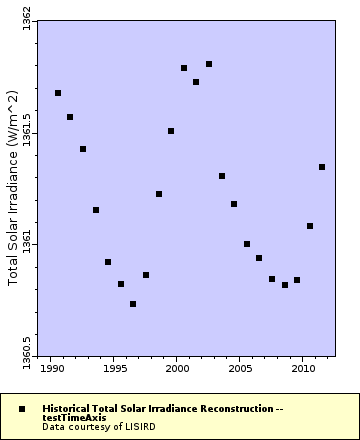 1362
1361.5
1361
1360.5
Total Solar Irradiance (W/m^2)
1990 1995 2000 2005 2010
Historical Total Solar Irradiance Reconstruction --
testTimeAxis
Data courtesy of LISIRD